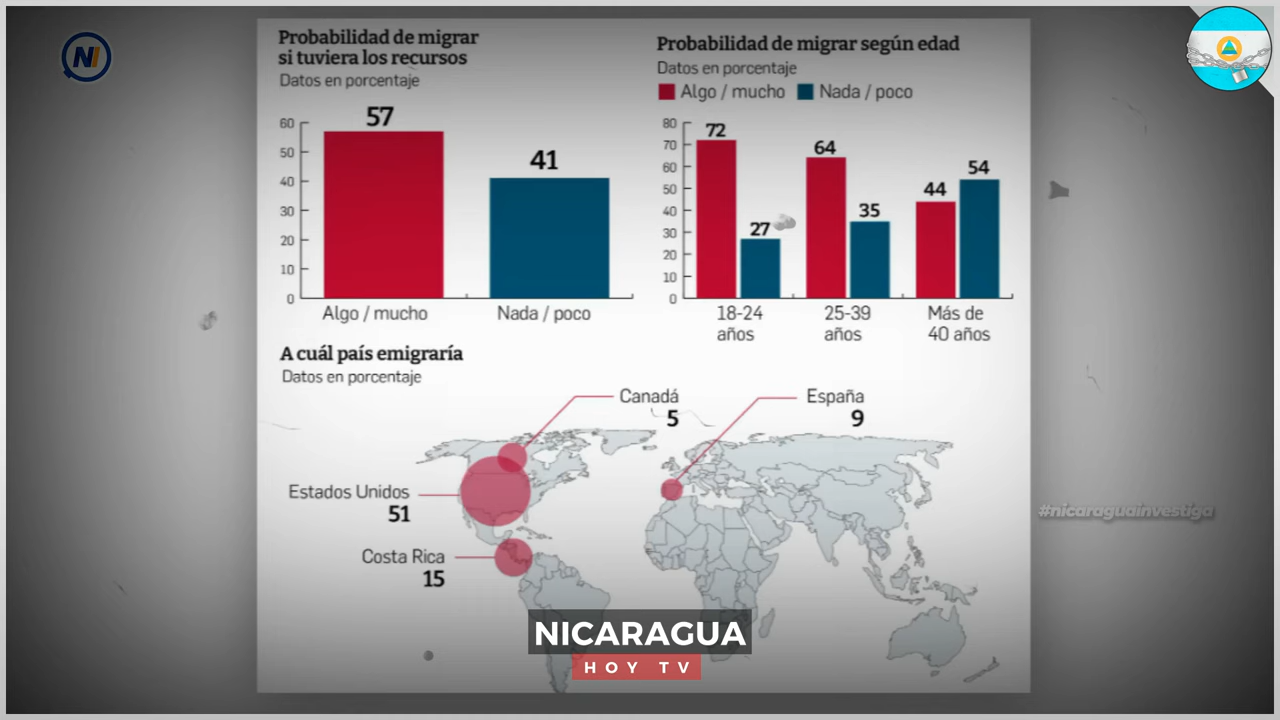 NI
Probabilidad de migrar
si tuviera los recursos
Datos en porcentaje
60
50
40
30
20
10
0
57
41
Algo / mucho
Nada / poco
Probabilidad de migrar según edad
Datos en porcentaje
Algo / mucho
Nada / poco
80
70
60
50
40
30
20
10
0
72
27
64
35
44
54
18-24
años
25-39
años
Más de
40 años
A cuál país emigraría
Datos en porcentaje
Canadá
5
España
9
Estados Unidos
51
Costa Rica
15
#nicaraguainvestiga
NICARAGUA
HOY TV